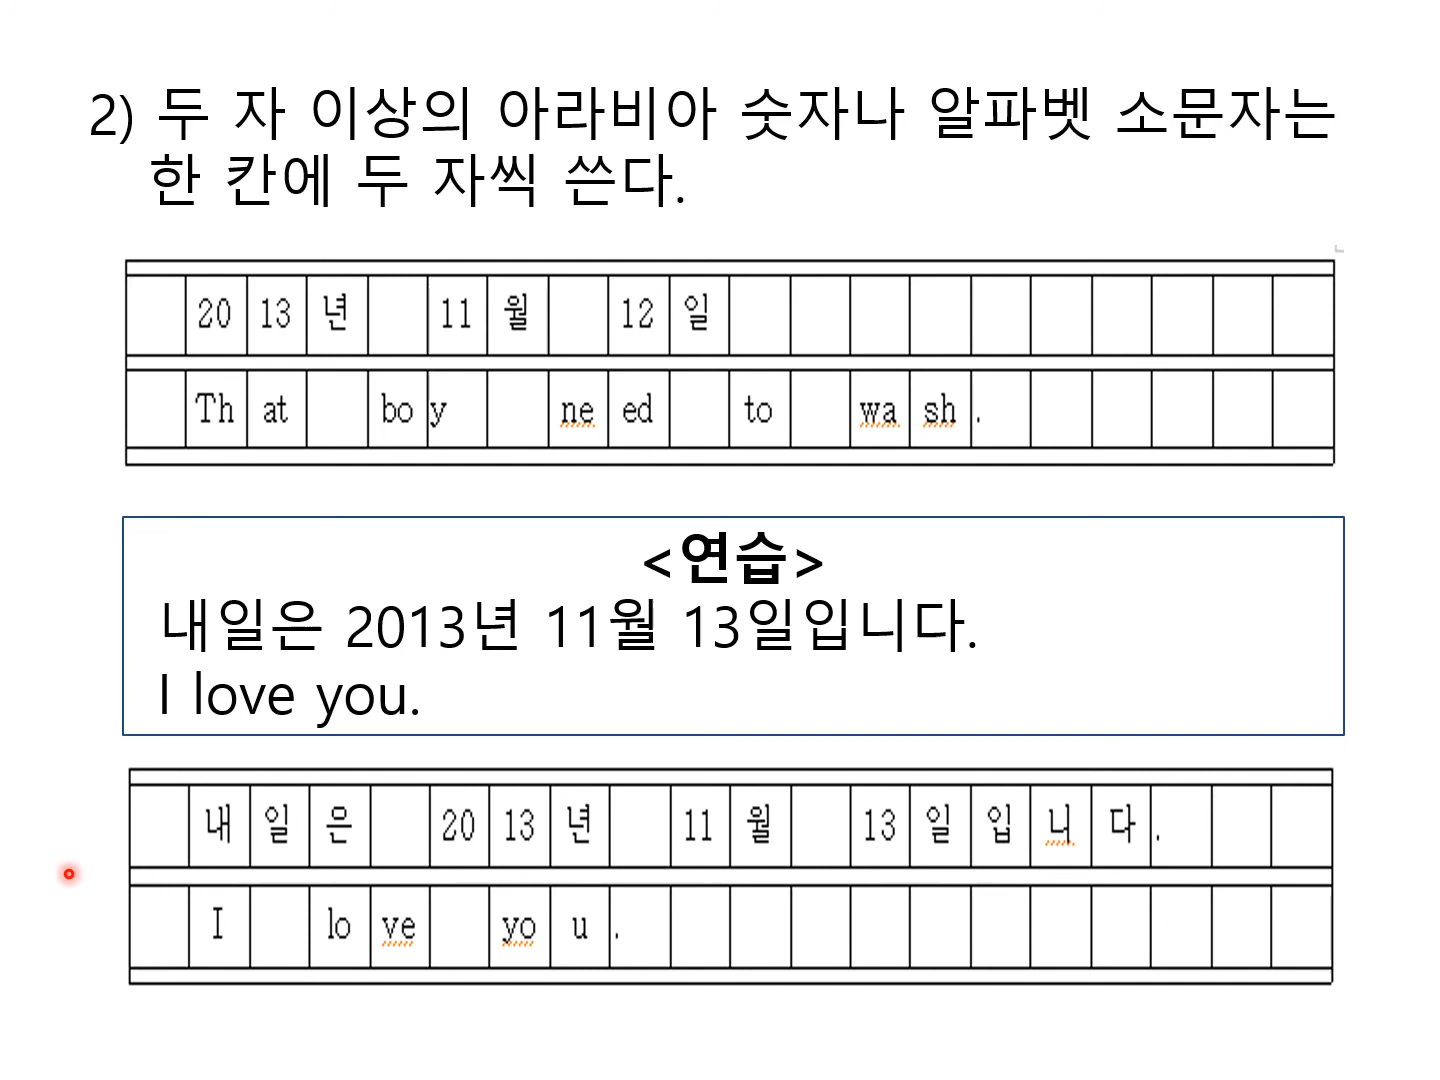 2) 두 자 이상의 아라비아 숫자나 알파벳 소문자는
한 칸에 두 자씩 쓴다.
20 13 년 11 월 12 일
Th at bo y ne ed to wa sh .
<연습>
내일은 2013년 11월 13일입니다.
I love you.
내 일 은 20 13 년 11 월 13 일 입 니 다 .
I lo ve yo u .